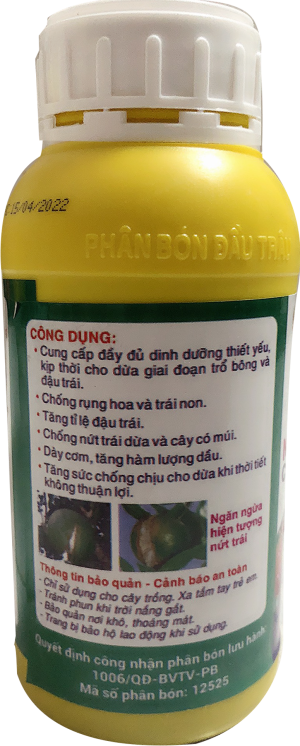 15/04/2022
PHÂN BÓN ĐẦU TRÂU
CÔNG DỤNG:
• Cung cấp đầy đủ dinh dưỡng thiết yếu,
kịp thời cho dừa giai đoạn trổ bông và
đậu trái.
• Chống rụng hoa và trái non.
• Tăng tỉ lệ đậu trái.
• Chống nứt trái dừa và cây có múi.
• Dày cơm, tăng hàm lượng dầu.
• Tăng sức chống chịu cho dừa khi thời tiết
không thuận lợi.
Ngăn ngừa
hiện tượng
nứt trái
Thông tin bảo quản - Cảnh báo an toàn
- Chỉ sử dụng cho cây trồng. Xa tầm tay trẻ em.
- Tránh phun khi trời nắng gắt.
- Bảo quản nơi khô, thoáng mát.
- Trang bị bảo hộ lao động khi sử dụng.
Quyết định công nhận phân bón lưu hành:
1006/QĐ-BVTV-PB
Mã số phân bón: 12525